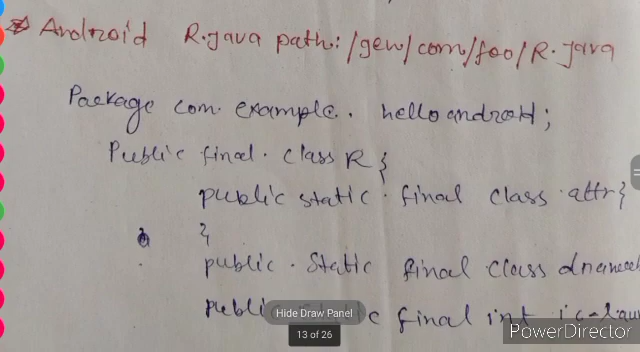 Android R.java path: /gen/com/foo/R.java
Package com. example. helloandroid;
Public final. class R {
public static. final class attr {
}
public. Static final class
Hide Draw Panel
final int
13 of 26
PowerDirector